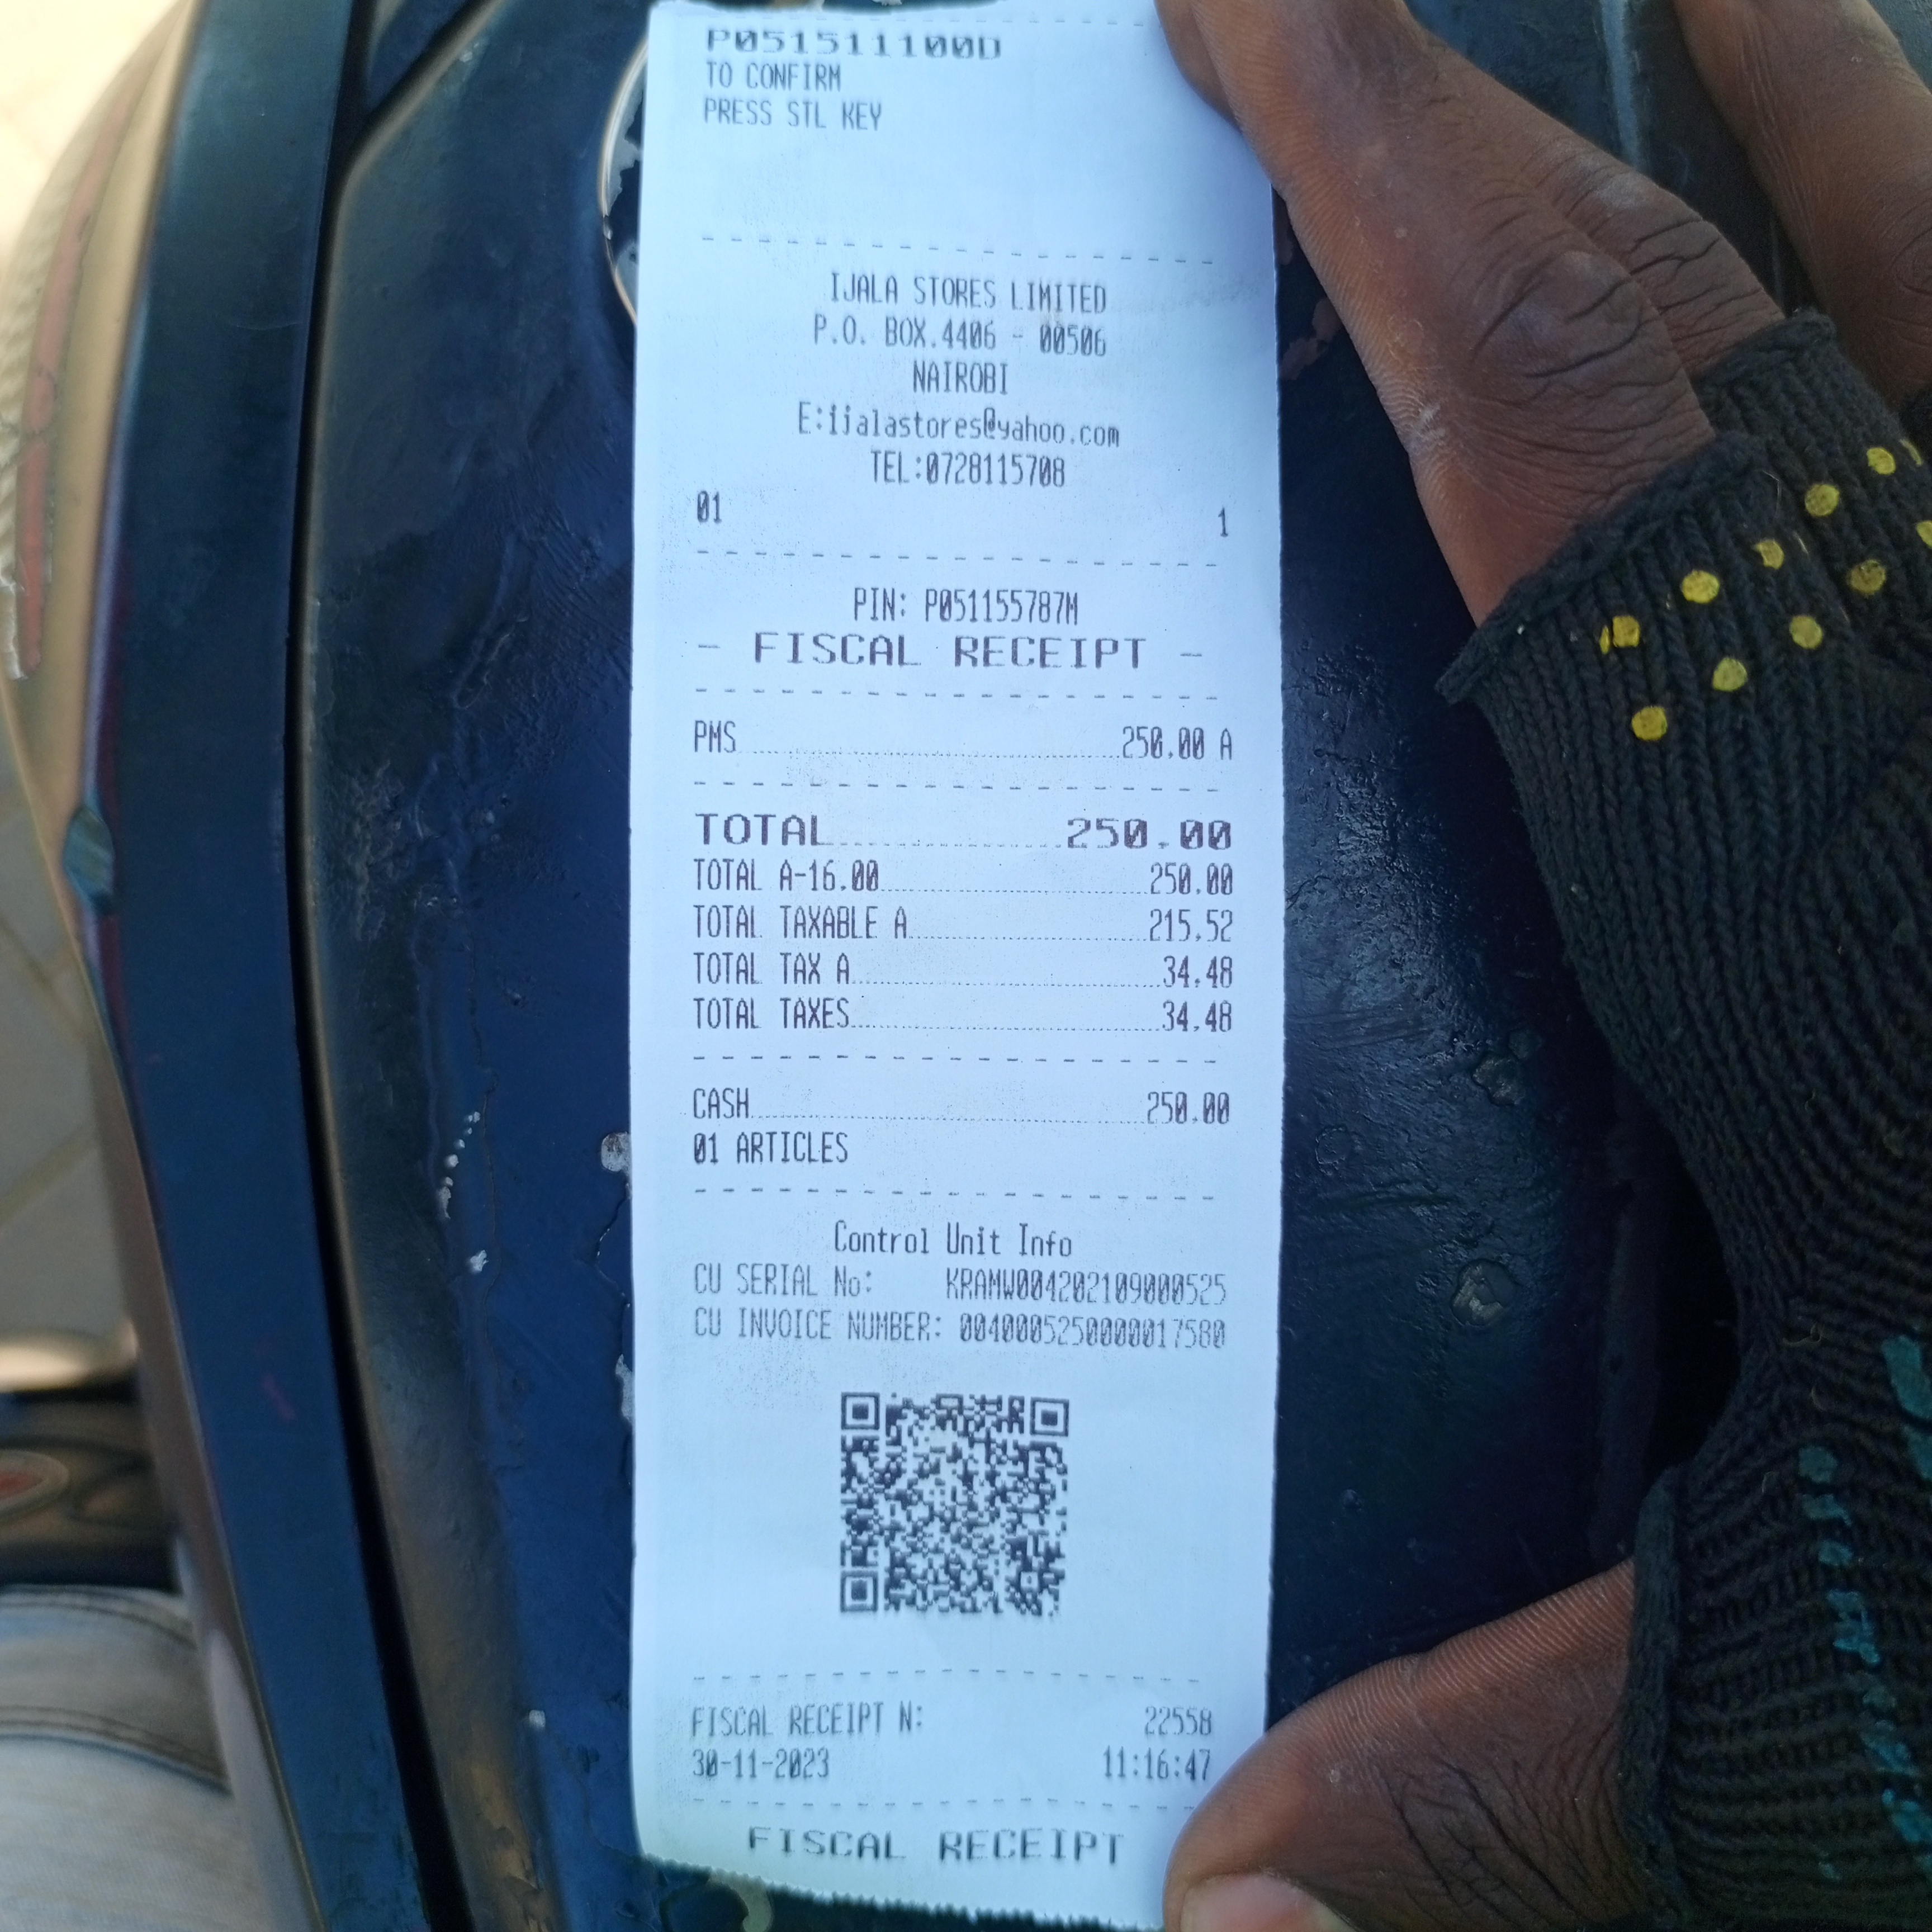 P051511100D
TO CONFIRM
PRESS STL KEY
IJALA STORES LIMITED
P.O. BOX.4406 - 00506
NAIROBI
E:ijalastores@yahoo.com
TEL:0728115708
01 1
PIN: P051155787M
- FISCAL RECEIPT -
PMS 250.00 A
TOTAL 250.00
TOTAL A-16.00 250.00
TOTAL TAXABLE A 215.52
TOTAL TAX A 34.48
TOTAL TAXES 34.48
CASH 250.00
01 ARTICLES
Control Unit Info
CU SERIAL No: KRAMW004202109000525
CU INVOICE NUMBER: 0040005250000017580
FISCAL RECEIPT N: 22558
30-11-2023 11:16:47
FISCAL RECEIPT